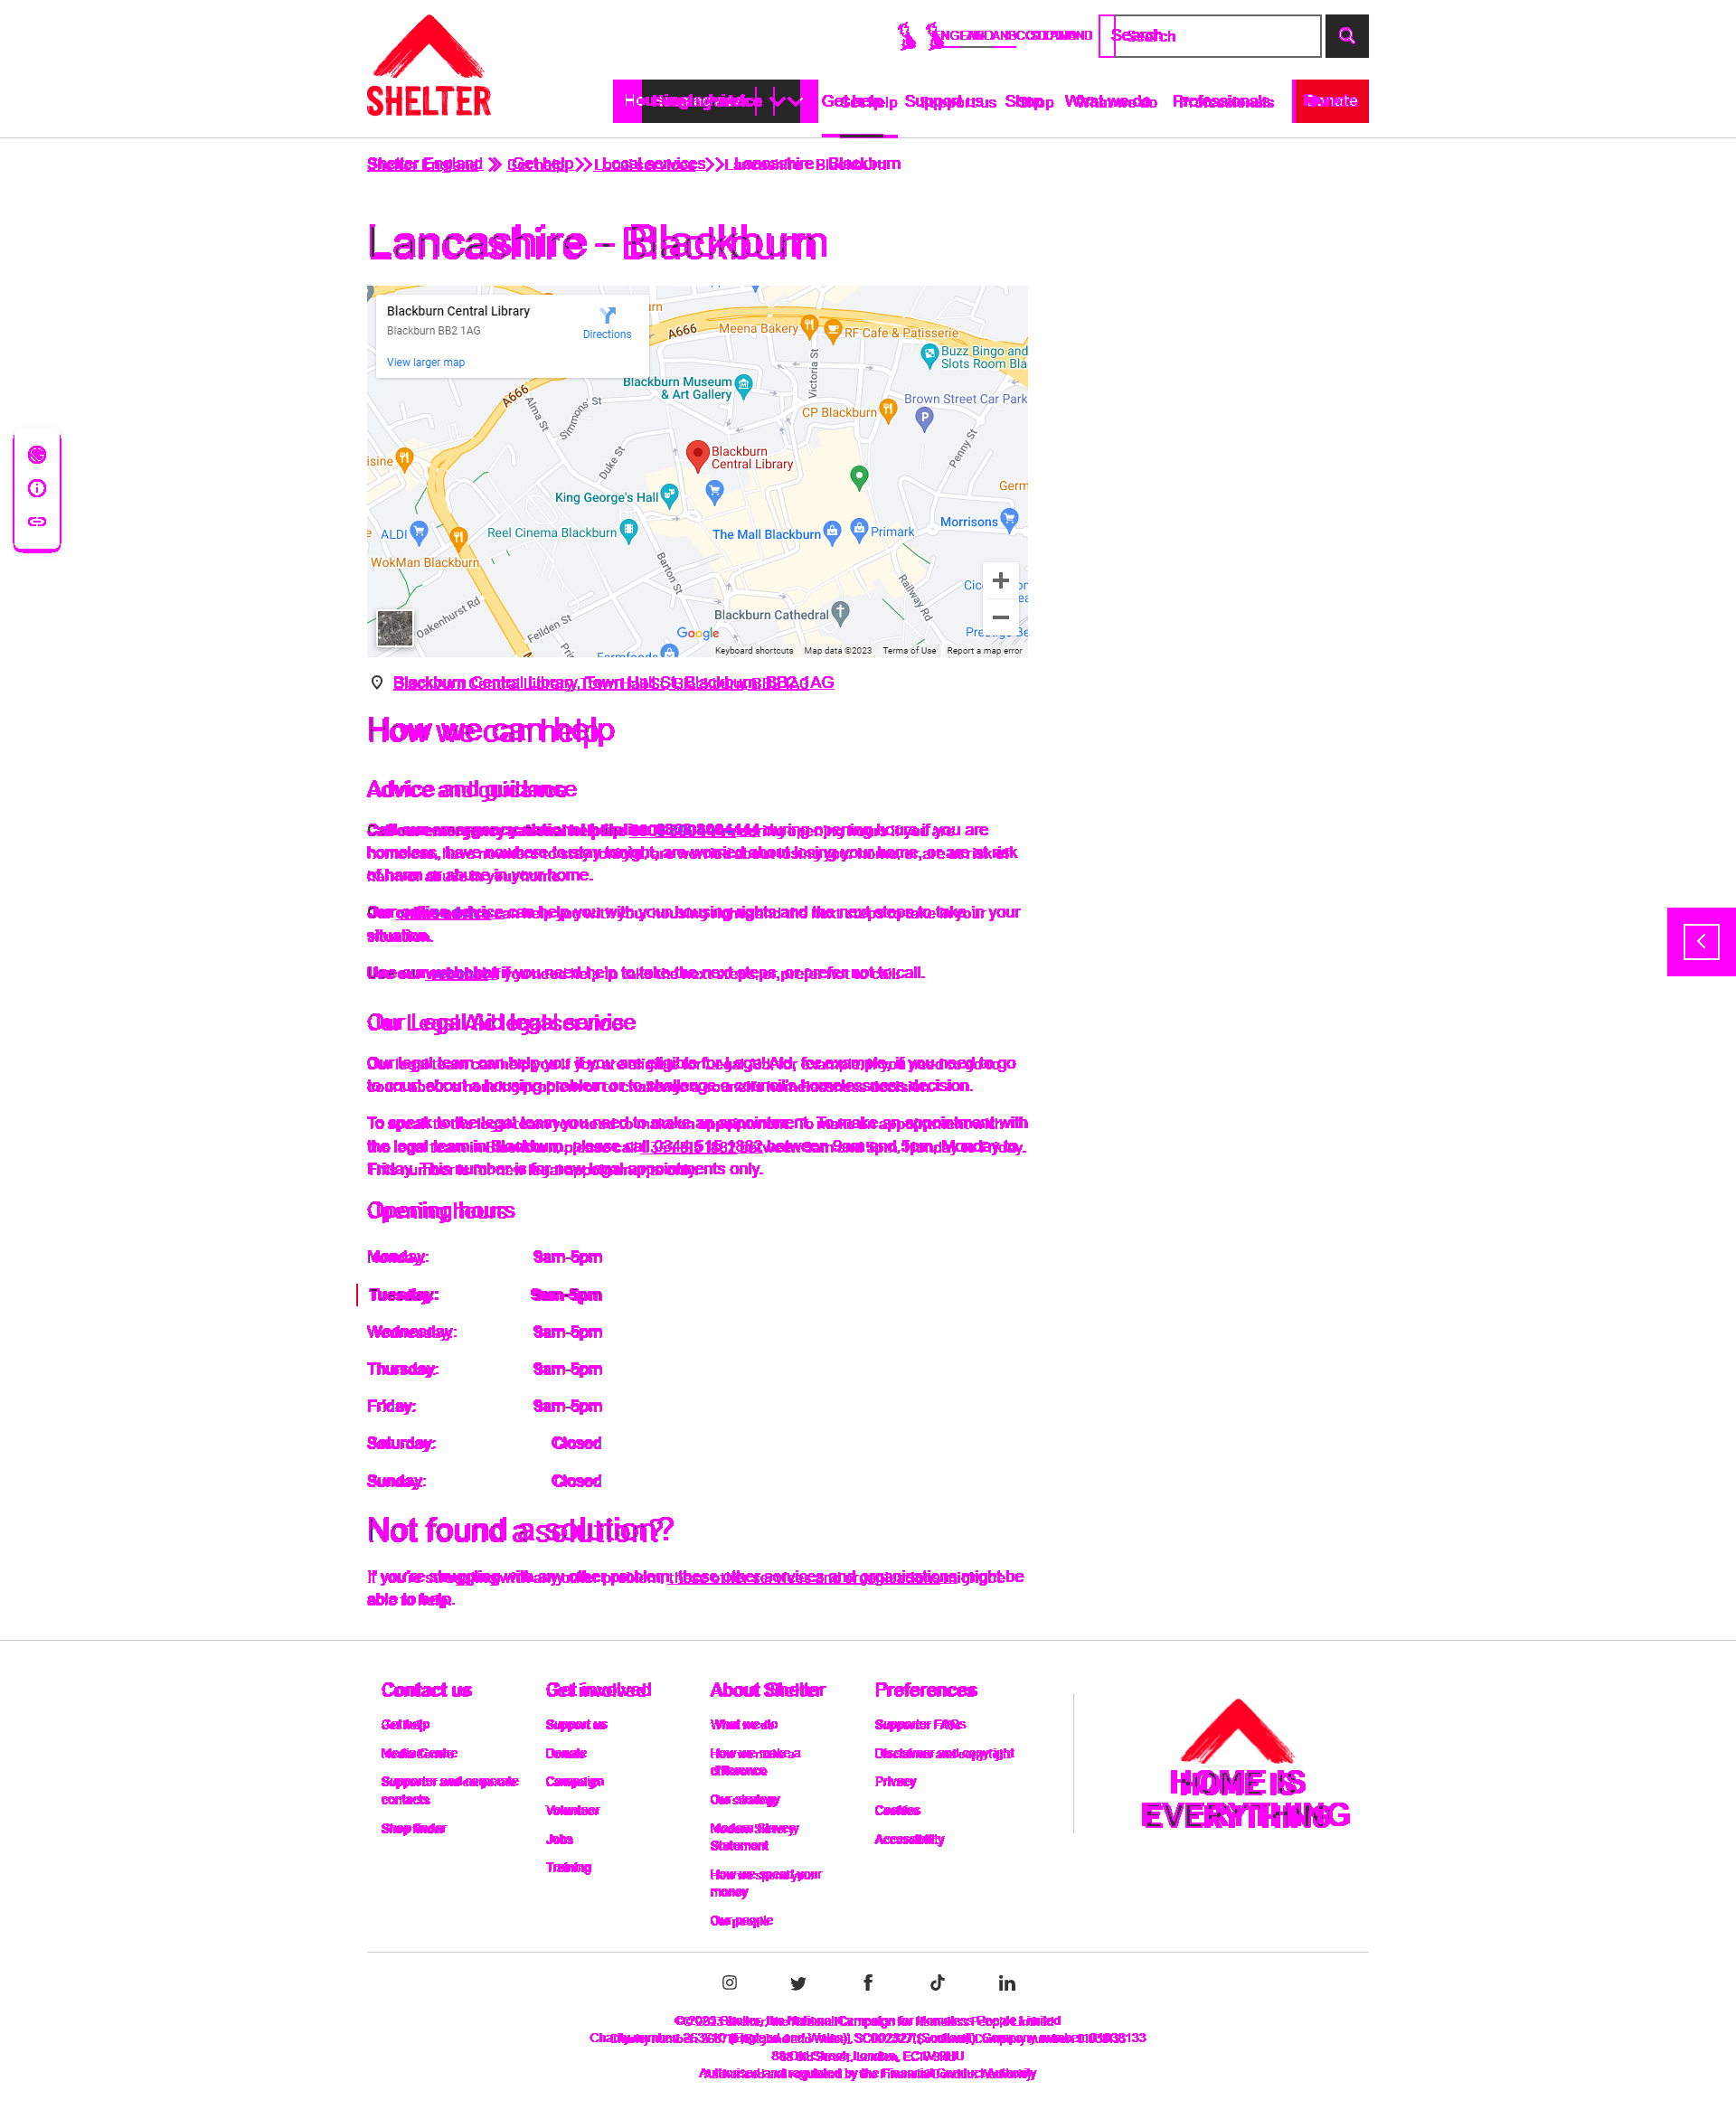 SHELTER
ENGLAND SCOTLAND
Search
Housing advice
Get help
Support us
Shop
What we do
Professionals
Donate
Shelter England
Get help
Local services
Lancashire - Blackburn
Lancashire - Blackburn
Blackburn Central Library
Blackburn BB2 1AG
Directions
View larger map
A666
Meena Bakery
RF Cafe & Patisserie
Buzz Bingo and
Slots Room Bla
A666
Victoria St
Blackburn Museum
& Art Gallery
Alma St
Simmons' St
CP Blackburn
Brown Street Car Park
Penny St
isine
Duke St
Blackburn
Central Library
Germ
King George's Hall
Morrisons
ALDI
Reel Cinema Blackburn
The Mall Blackburn
Primark
WokMan Blackburn
Barton St
Railway Rd
Oakenhurst Rd
Feilden St
Blackburn Cathedral
Google
Farmfoods
Keyboard shortcuts
Map data ©2023
Terms of Use
Report a map error
Blackburn Central Library, Town Hall St, Blackburn, BB2 1AG
How we can help
Advice and guidance
during opening hours if you are
homeless, have nowhere to stay tonight, are worried about losing your home, or are at risk
of harm or abuse in your home.
Our online advice can help you with your housing rights and the next steps to take in your
situation.
Use our webchat if you need help to take the next steps, or prefer not to call.
Our Legal Aid legal service
Our legal team can help you if you are eligible for Legal Aid, for example, if you need to go
to court about a housing problem or to challenge a council's homelessness decision.
To speak to the legal team you need to make an appointment. To make an appointment with
the legal team in Blackburn, please call 0344 515 1882 between 9am and 5pm, Monday to
Friday. This number is for new legal appointments only.
Opening hours
Monday: 9am-5pm
Tuesday: 9am-5pm
Wednesday: 9am-5pm
Thursday: 9am-5pm
Friday: 9am-5pm
Saturday: Closed
Sunday: Closed
Not found a solution?
If you're struggling with any other problem, these other services and organisations might be
able to help.
Contact us
Get help
Media Centre
Supporter and corporate
contacts
Shop finder
Get involved
Support us
Donate
Campaign
Volunteer
Jobs
Training
About Shelter
What we do
How we make a
difference
Our strategy
Modern Slavery
Statement
How we spend your
money
Our people
Preferences
Supporter FAQs
Disclaimer and copyright
Privacy
Cookies
Accessibility
HOME IS
EVERYTHING
© 2023 Shelter, the National Campaign for Homeless People Limited
Charity number: 263710 (England and Wales), SC002327 (Scotland), Company number: 01038133
88 Old Street, London, EC1V 9HU
Authorised and regulated by the Financial Conduct Authority